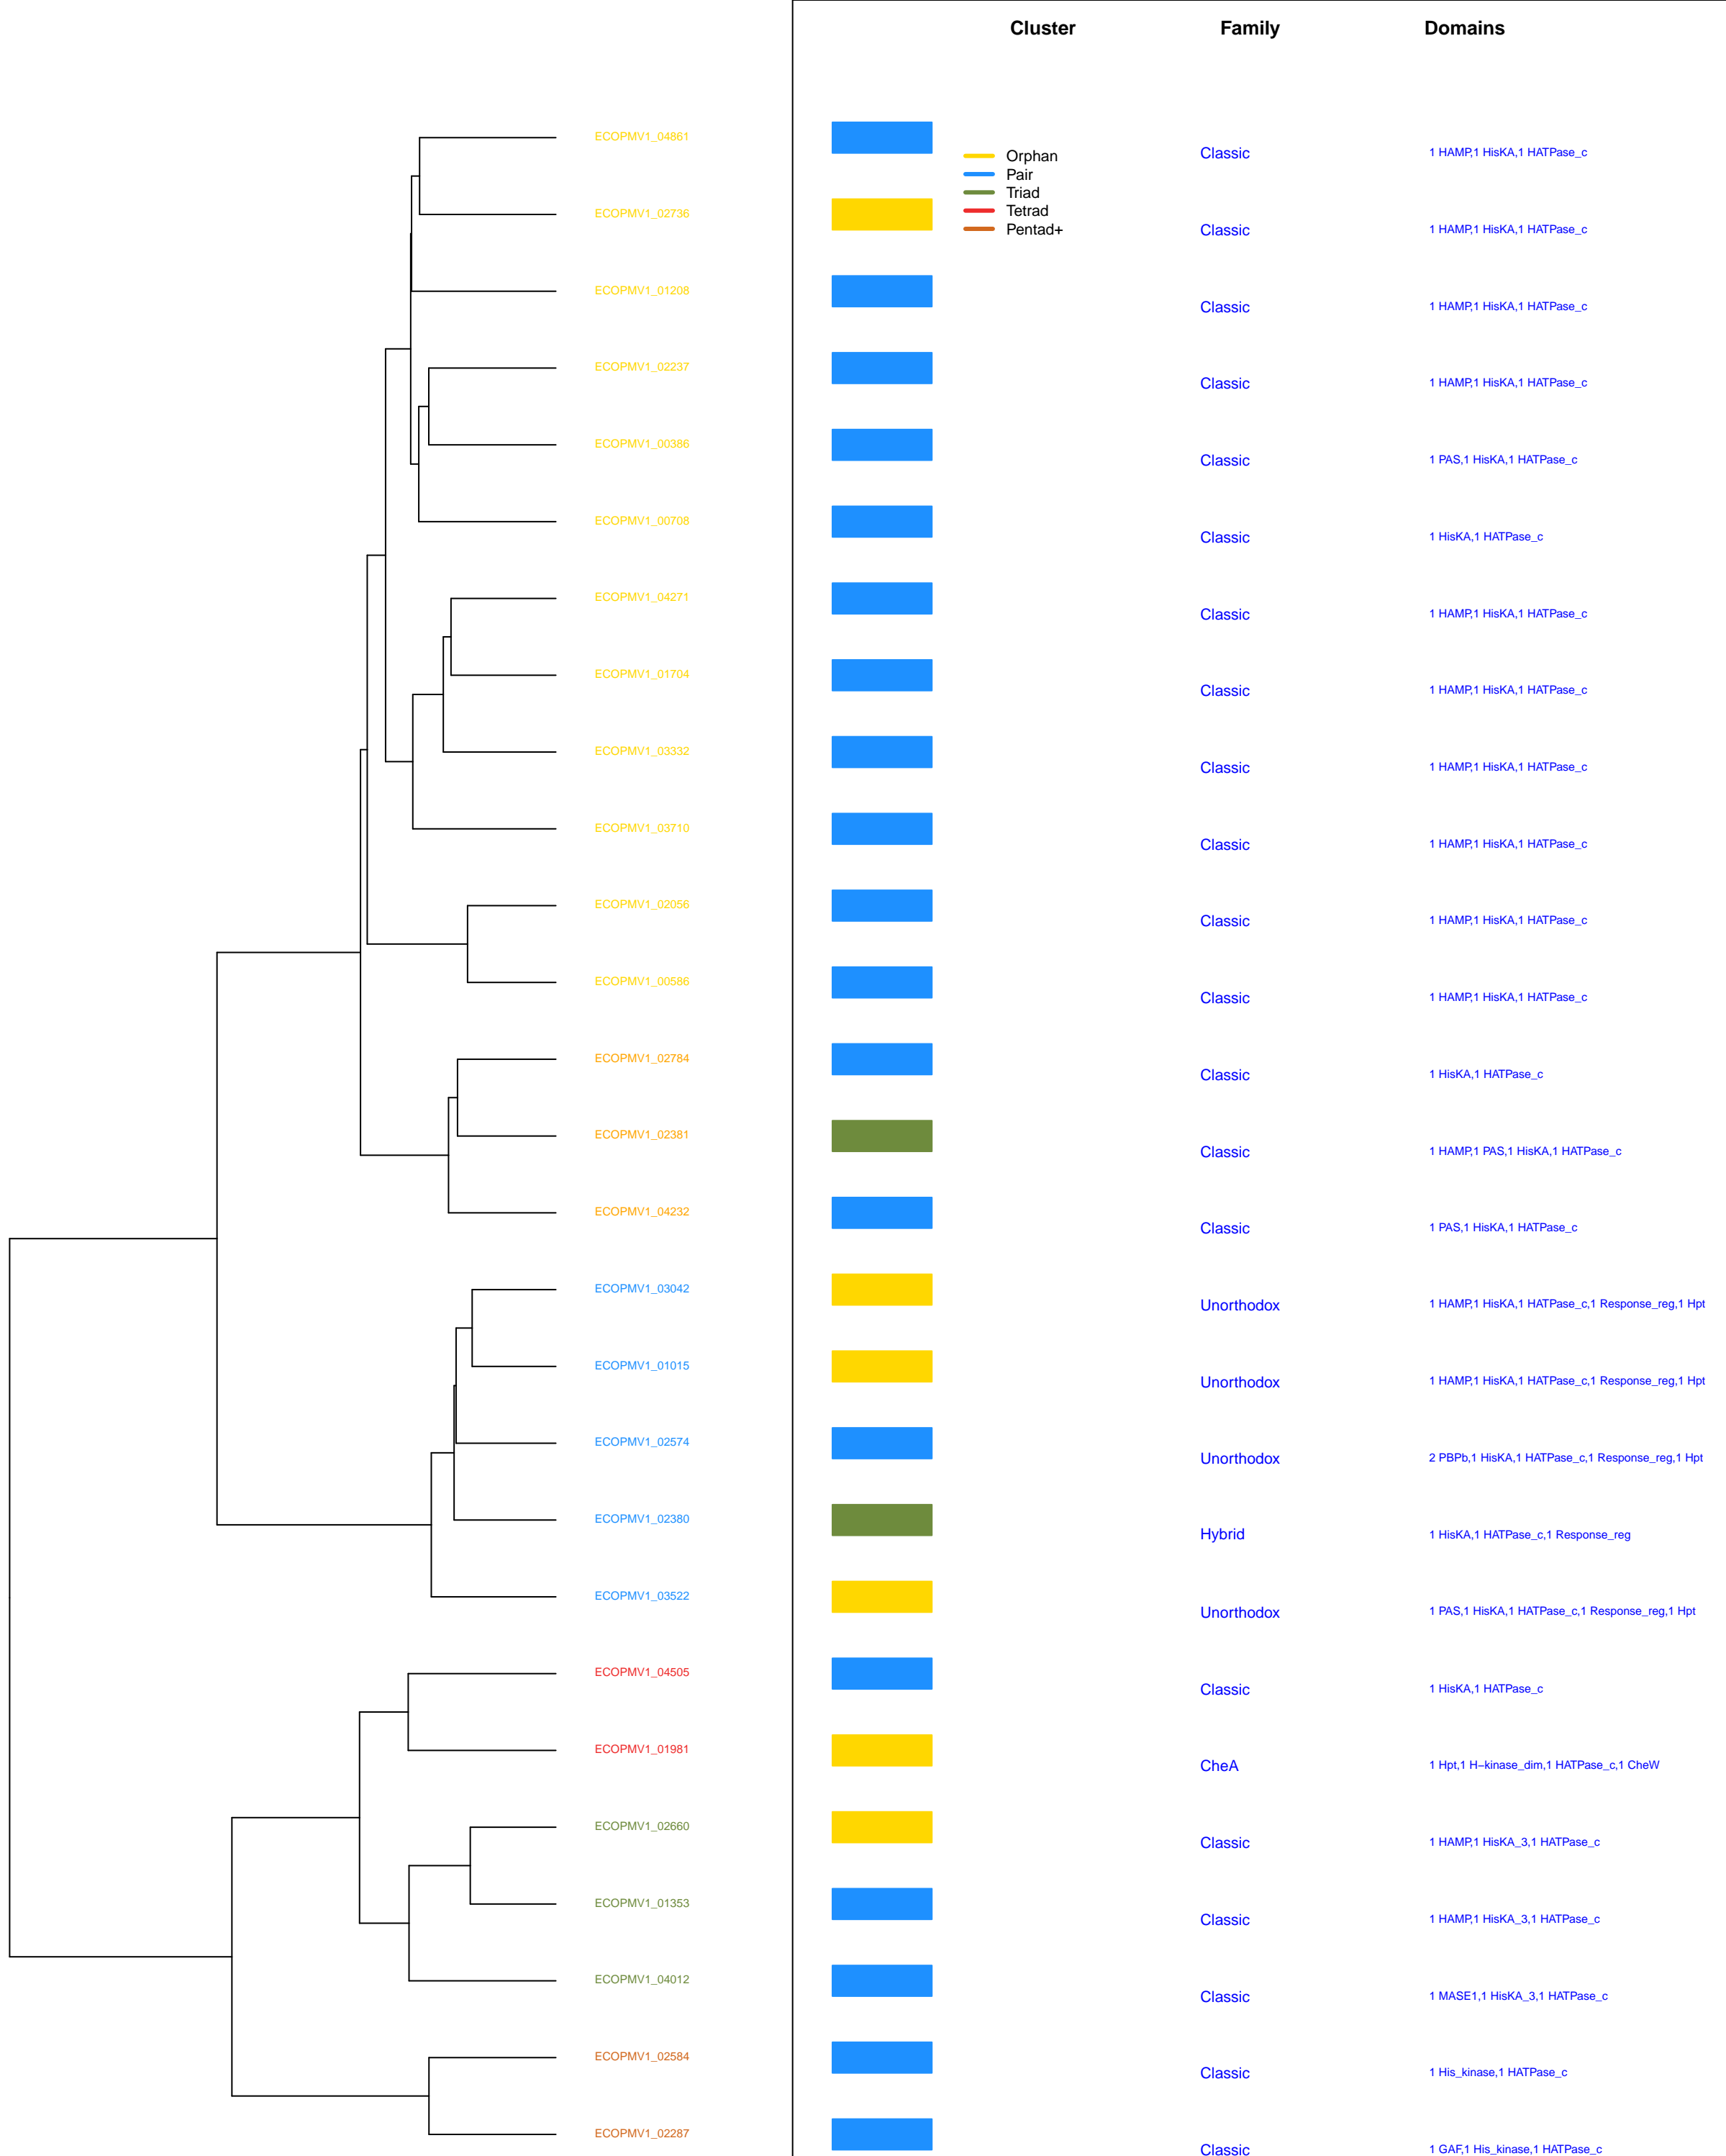 Cluster Family Domains
ECOPMV1_04861 Classic 1 HAMP,1 HisKA,1 HATPase_c
Orphan
Pair
Triad
Tetrad
Pentad+
ECOPMV1_02736 Classic 1 HAMP,1 HisKA,1 HATPase_c
ECOPMV1_01208 Classic 1 HAMP,1 HisKA,1 HATPase_c
ECOPMV1_02237 Classic 1 HAMP,1 HisKA,1 HATPase_c
ECOPMV1_00386 Classic 1 PAS,1 HisKA,1 HATPase_c
ECOPMV1_00708 Classic 1 HisKA,1 HATPase_c
ECOPMV1_04271 Classic 1 HAMP,1 HisKA,1 HATPase_c
ECOPMV1_01704 Classic 1 HAMP,1 HisKA,1 HATPase_c
ECOPMV1_03332 Classic 1 HAMP,1 HisKA,1 HATPase_c
ECOPMV1_03710 Classic 1 HAMP,1 HisKA,1 HATPase_c
ECOPMV1_02056 Classic 1 HAMP,1 HisKA,1 HATPase_c
ECOPMV1_00586 Classic 1 HAMP,1 HisKA,1 HATPase_c
ECOPMV1_02784 Classic 1 HisKA,1 HATPase_c
ECOPMV1_02381 Classic 1 HAMP,1 PAS,1 HisKA,1 HATPase_c
ECOPMV1_04232 Classic 1 PAS,1 HisKA,1 HATPase_c
ECOPMV1_03042 Unorthodox 1 HAMP,1 HisKA,1 HATPase_c,1 Response_reg,1 Hpt
ECOPMV1_01015 Unorthodox 1 HAMP,1 HisKA,1 HATPase_c,1 Response_reg,1 Hpt
ECOPMV1_02574 Unorthodox 2 PBPb,1 HisKA,1 HATPase_c,1 Response_reg,1 Hpt
ECOPMV1_02380 Hybrid 1 HisKA,1 HATPase_c,1 Response_reg
ECOPMV1_03522 Unorthodox 1 PAS,1 HisKA,1 HATPase_c,1 Response_reg,1 Hpt
ECOPMV1_04505 Classic 1 HisKA,1 HATPase_c
ECOPMV1_01981 CheA 1 Hpt,1 H−kinase_dim,1 HATPase_c,1 CheW
ECOPMV1_02660 Classic 1 HAMP,1 HisKA_3,1 HATPase_c
ECOPMV1_01353 Classic 1 HAMP,1 HisKA_3,1 HATPase_c
ECOPMV1_04012 Classic 1 MASE1,1 HisKA_3,1 HATPase_c
ECOPMV1_02584 Classic 1 His_kinase,1 HATPase_c
ECOPMV1_02287 Classic 1 GAF,1 His_kinase,1 HATPase_c